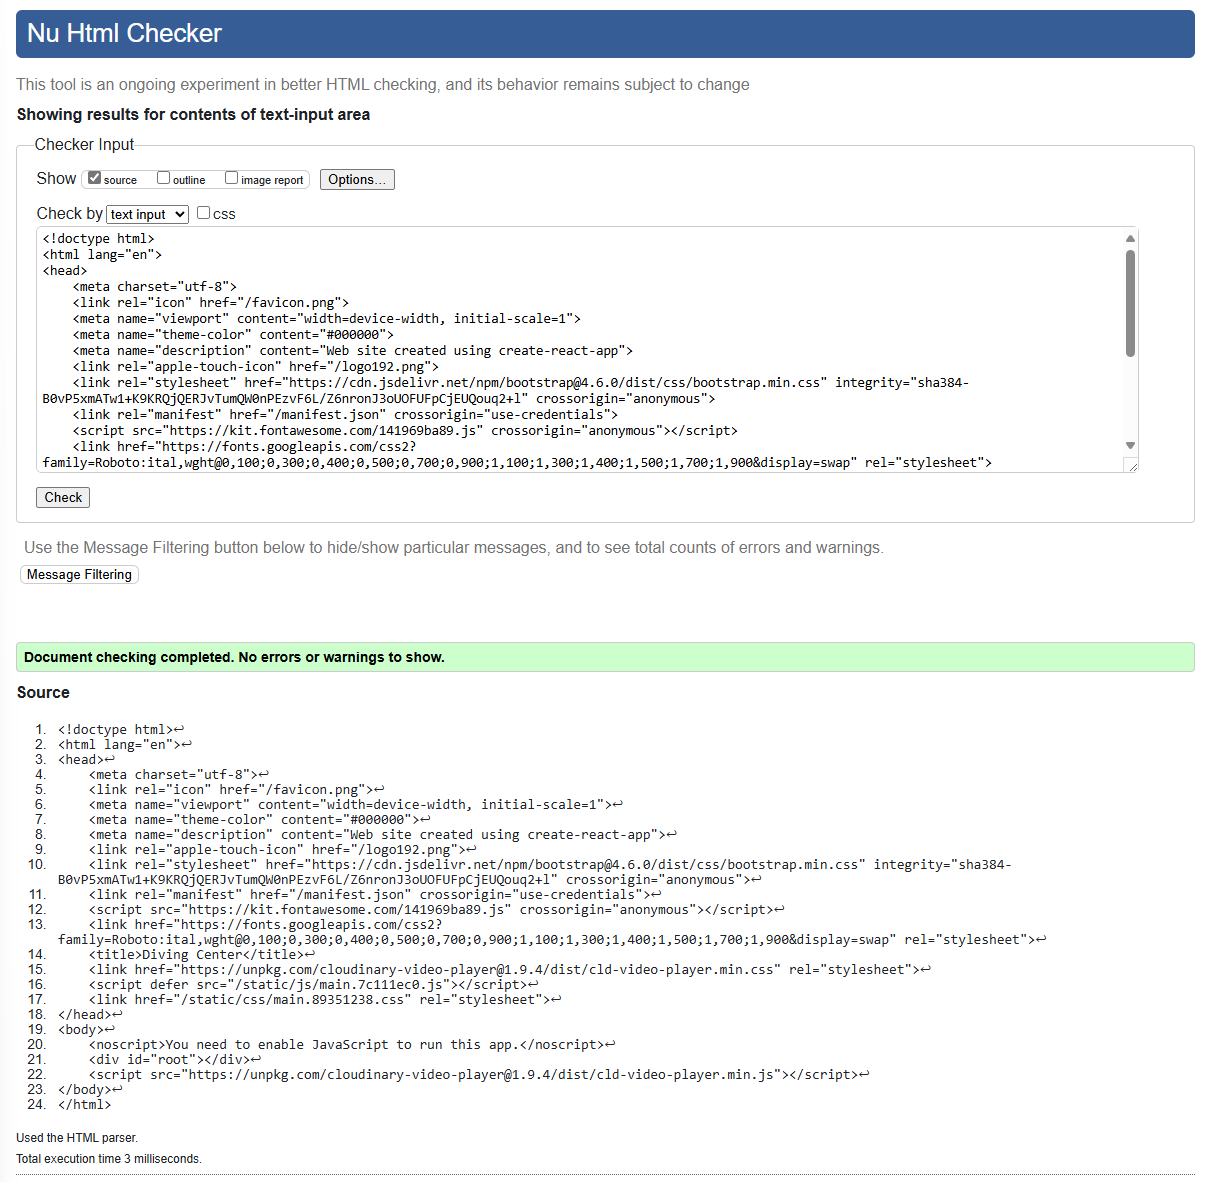 Nu Html Checker
This tool is an ongoing experiment in better HTML checking, and its behavior remains subject to change
Showing results for contents of text-input area
Checker Input
Show source outline image report Options...
Check by text input css
<!doctype html>
<html lang="en">
<head>
    <meta charset="utf-8">
    <link rel="icon" href="/favicon.png">
    <meta name="viewport" content="width=device-width, initial-scale=1">
    <meta name="theme-color" content="#000000">
    <meta name="description" content="Web site created using create-react-app">
    <link rel="apple-touch-icon" href="/logo192.png">
    <link rel="stylesheet" href="https://cdn.jsdelivr.net/npm/bootstrap@4.6.0/dist/css/bootstrap.min.css" integrity="sha384-
B0vP5xmATw1+K9KRQjQERJvTumQW0nPEzvF6L/Z6nronJ3oUOFUFpCjEUQouq2+l" crossorigin="anonymous">
    <link rel="manifest" href="/manifest.json" crossorigin="use-credentials">
    <script src="https://kit.fontawesome.com/141969ba89.js" crossorigin="anonymous"></script>
    <link href="https://fonts.googleapis.com/css2?
family=Roboto:ital,wght@0,100;0,300;0,400;0,500;0,700;0,900;1,100;1,300;1,400;1,500;1,700;1,900&display=swap" rel="stylesheet">
Check
Use the Message Filtering button below to hide/show particular messages, and to see total counts of errors and warnings.
Message Filtering
Document checking completed. No errors or warnings to show.
Source
1. <!doctype html>↩
2. <html lang="en">↩
3. <head>↩
4.     <meta charset="utf-8">↩
5.     <link rel="icon" href="/favicon.png">↩
6.     <meta name="viewport" content="width=device-width, initial-scale=1">↩
7.     <meta name="theme-color" content="#000000">↩
8.     <meta name="description" content="Web site created using create-react-app">↩
9.     <link rel="apple-touch-icon" href="/logo192.png">↩
10.     <link rel="stylesheet" href="https://cdn.jsdelivr.net/npm/bootstrap@4.6.0/dist/css/bootstrap.min.css" integrity="sha384-
B0vP5xmATw1+K9KRQjQERJvTumQW0nPEzvF6L/Z6nronJ3oUOFUFpCjEUQouq2+l" crossorigin="anonymous">↩
11.     <link rel="manifest" href="/manifest.json" crossorigin="use-credentials">↩
12.     <script src="https://kit.fontawesome.com/141969ba89.js" crossorigin="anonymous"></script>↩
13.     <link href="https://fonts.googleapis.com/css2?
family=Roboto:ital,wght@0,100;0,300;0,400;0,500;0,700;0,900;1,100;1,300;1,400;1,500;1,700;1,900&display=swap" rel="stylesheet">↩
14.     <title>Diving Center</title>↩
15.     <link href="https://unpkg.com/cloudinary-video-player@1.9.4/dist/cld-video-player.min.css" rel="stylesheet">↩
16.     <script defer src="/static/js/main.7c111ec0.js"></script>↩
17.     <link href="/static/css/main.89351238.css" rel="stylesheet">↩
18. </head>↩
19. <body>↩
20.     <noscript>You need to enable JavaScript to run this app.</noscript>↩
21.     <div id="root"></div>↩
22.     <script src="https://unpkg.com/cloudinary-video-player@1.9.4/dist/cld-video-player.min.js"></script>↩
23. </body>↩
24. </html>
Used the HTML parser.
Total execution time 3 milliseconds.